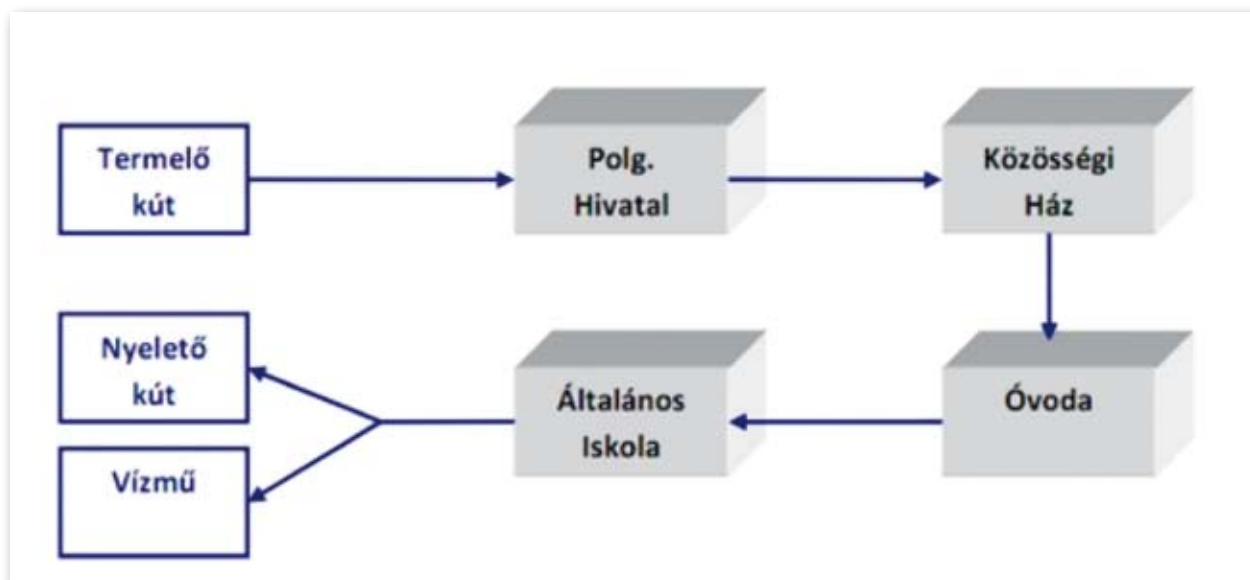 Termelő
kút
Polg.
Hivatal
Közösségi
Ház
Nyelető
kút
Általános
Iskola
Óvoda
Vízmű